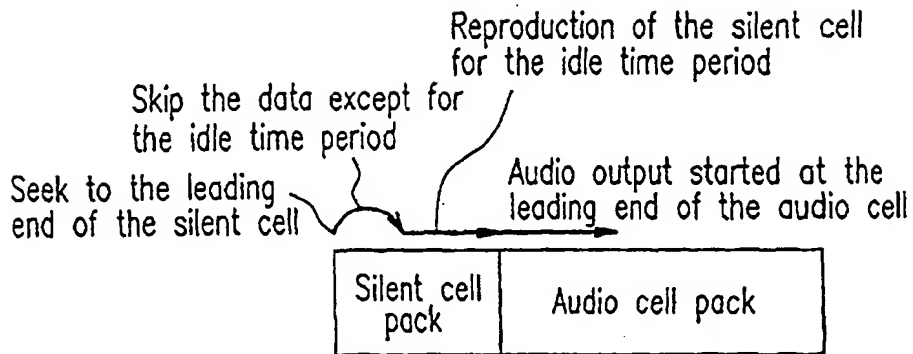 Reproduction of the silent cell
for the idle time period
Skip the data except for
the idle time period
Seek to the leading
end of the silent cell
Audio output started at the
leading end of the audio cell
Silent cell
pack
Audio cell pack